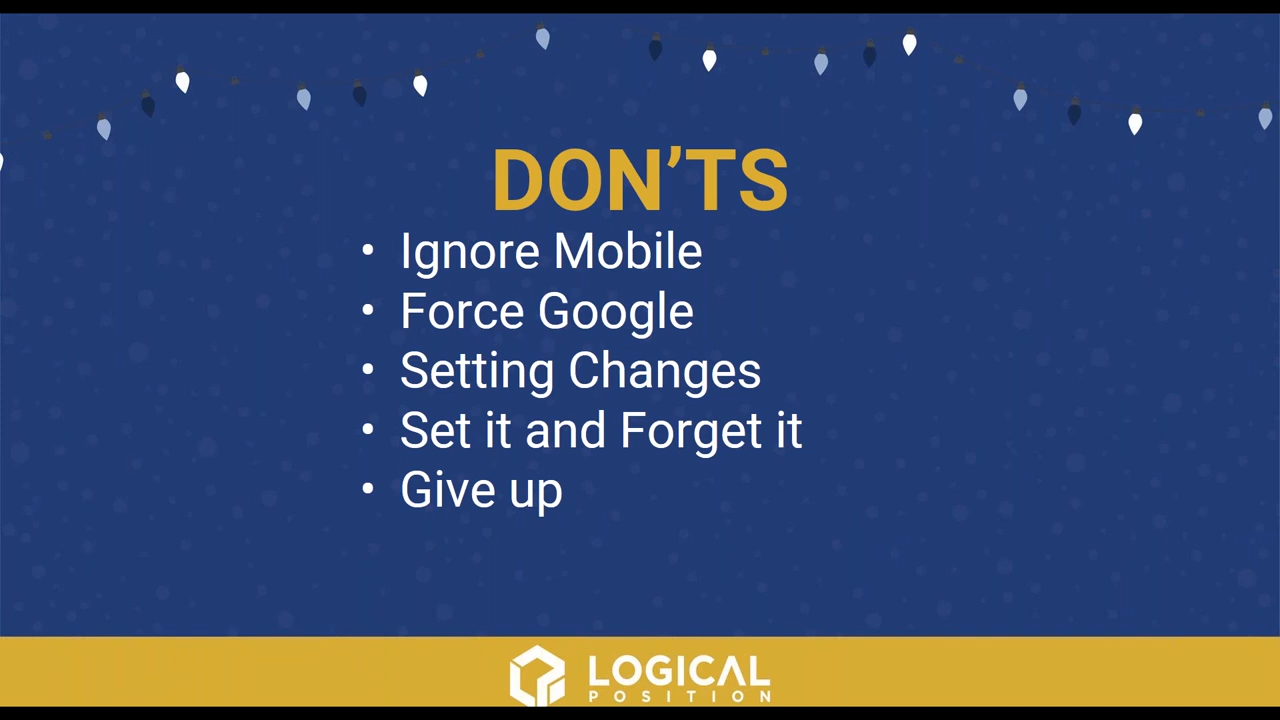 DON’TS
• Ignore Mobile
• Force Google
• Setting Changes
• Set it and Forget it
• Give up
LOGICAL
POSITION